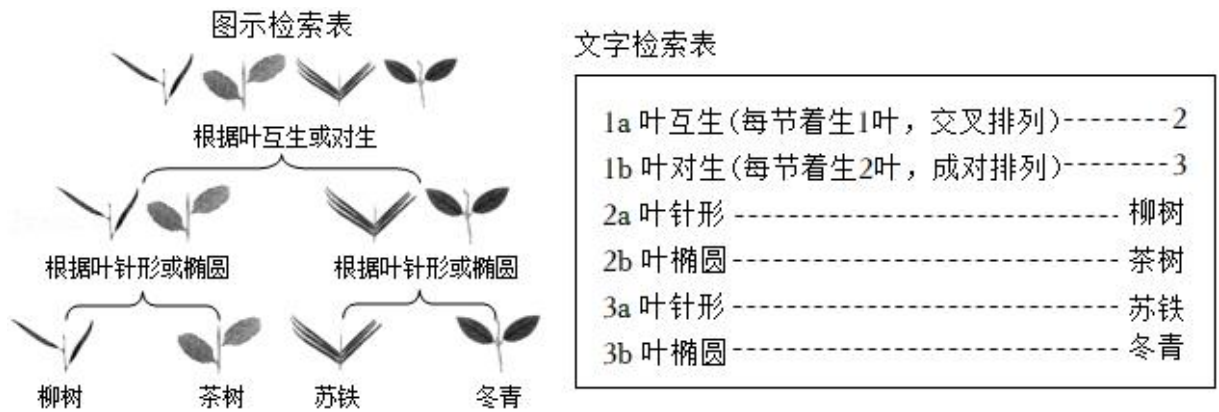 图示检索表
根据叶互生或对生
根据叶针形或椭圆 根据叶针形或椭圆
柳树 茶树 苏铁 冬青
文字检索表
1a 叶互生(每节着生1叶，交叉排列)--------2
1b 叶对生(每节着生2叶，成对排列)--------3
2a 叶针形 ---------------------------- 柳树
2b 叶椭圆---------------------------- 茶树
3a 叶针形 ---------------------------- 苏铁
3b 叶椭圆---------------------------- 冬青